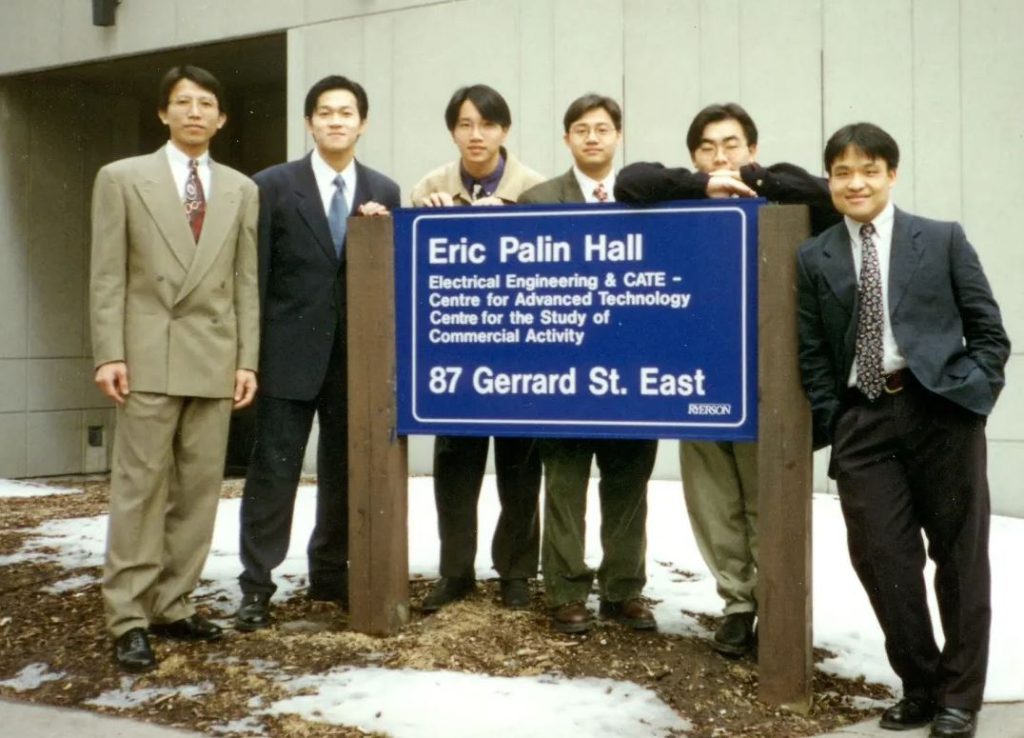 Eric Palin Hall
Electrical Engineering & CATE –
Centre for Advanced Technology
Centre for the Study of
Commercial Activity
87 Gerrard St. East
RYERSON